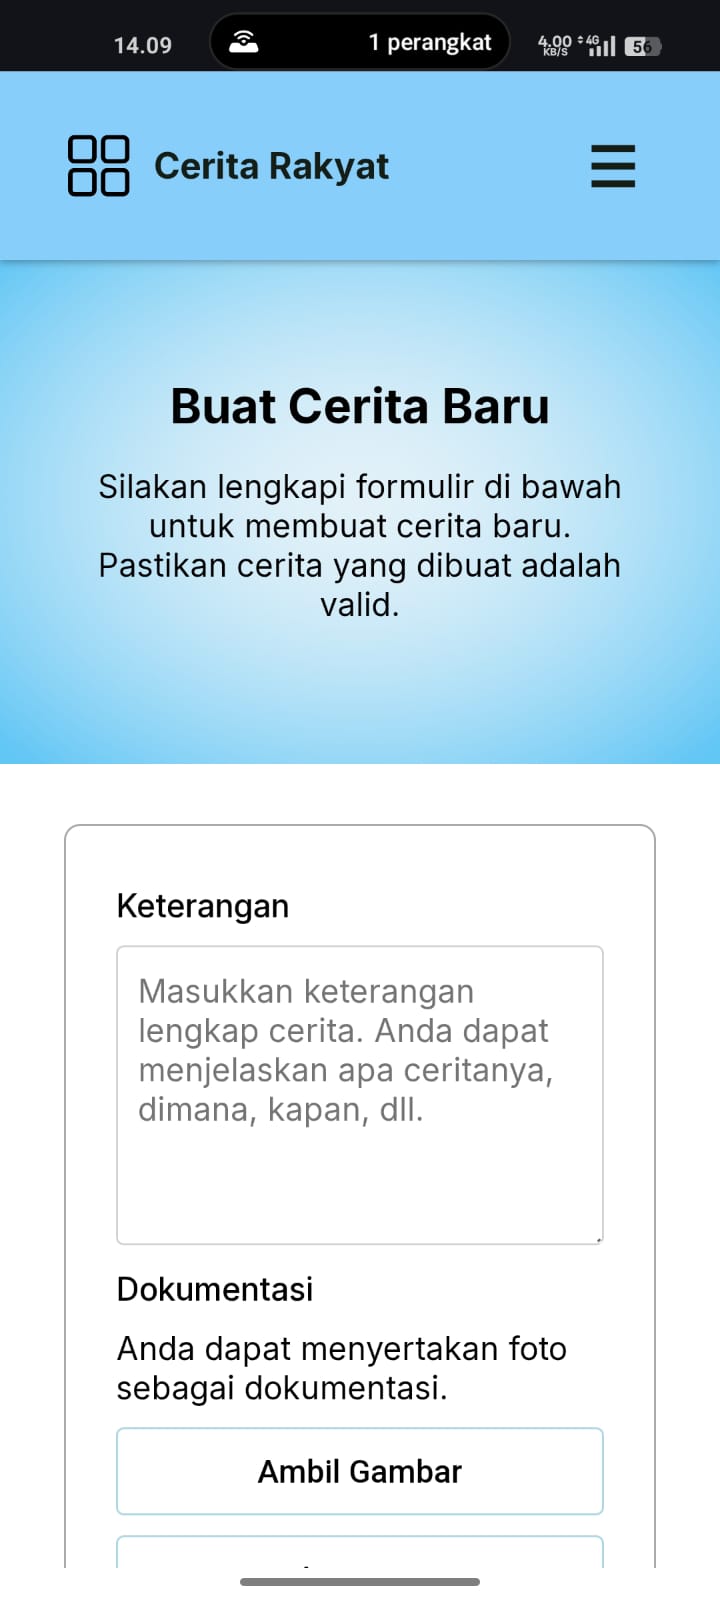 14.09
1 perangkat
4.00 KB/S
4G
56
Cerita Rakyat
Buat Cerita Baru
Silakan lengkapi formulir di bawah
untuk membuat cerita baru.
Pastikan cerita yang dibuat adalah
valid.
Keterangan
Masukkan keterangan
lengkap cerita. Anda dapat
menjelaskan apa ceritanya,
dimana, kapan, dll.
Dokumentasi
Anda dapat menyertakan foto
sebagai dokumentasi.
Ambil Gambar